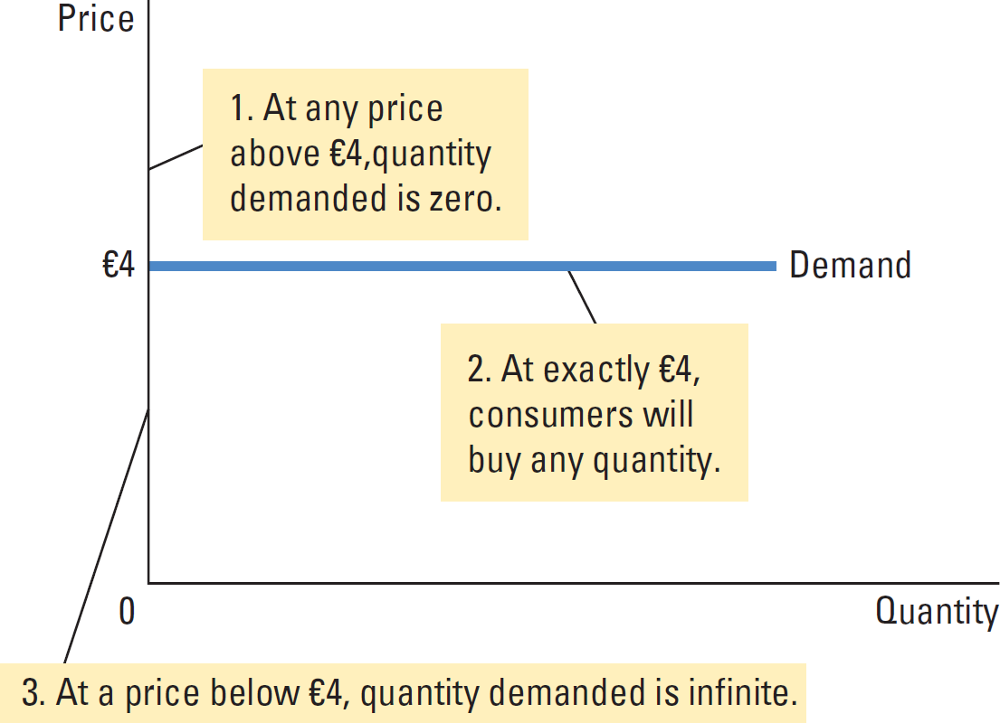 Price
1. At any price
above €4,quantity
demanded is zero.
€4
Demand
2. At exactly €4,
consumers will
buy any quantity.
0
Quantity
3. At a price below €4, quantity demanded is infinite.